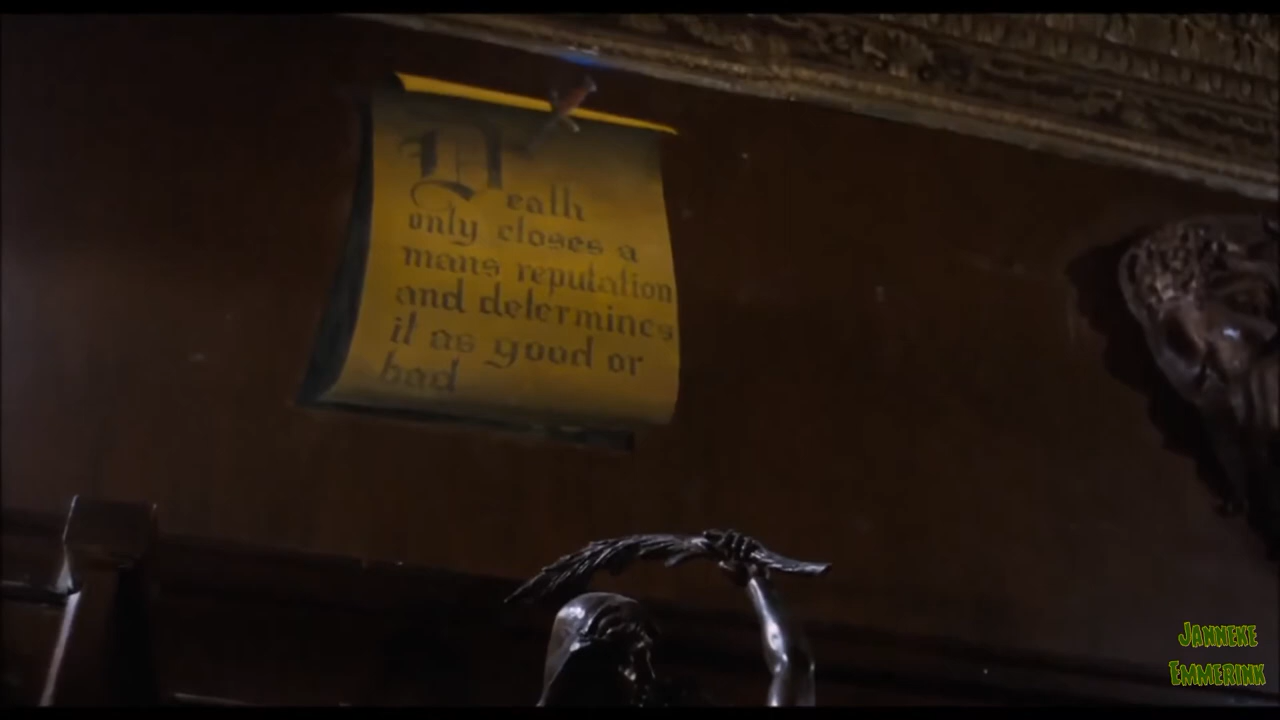 Death
only closes a
mans reputation
and determines
it as good or
bad
JANNEKE
EMMERINK